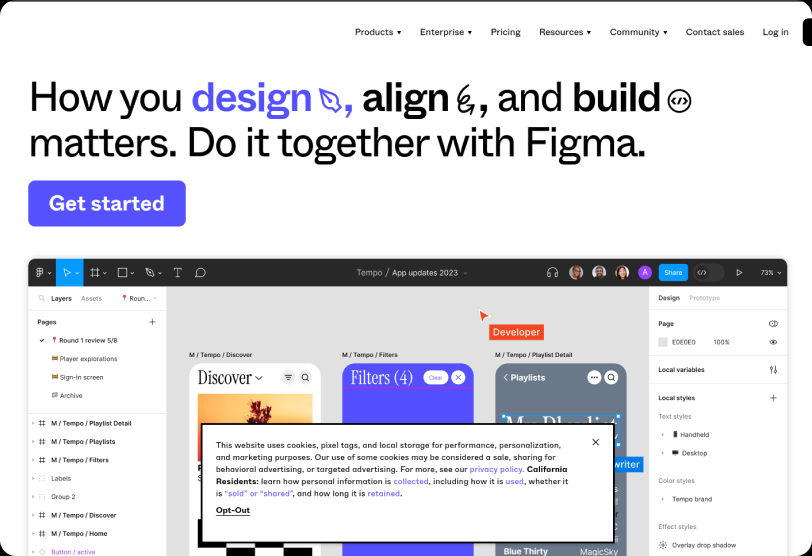 Products Enterprise Pricing Resources Community Contact sales Log in
How you design, align, and build
matters. Do it together with Figma.
Get started
Tempo / App updates 2023
A
Share
73%
Layers Assets Roun...
Pages
Round 1 review 5/8
Player explorations
Sign-in screen
Archive
M / Tempo / Playlist Detail
M / Tempo / Playlists
M / Tempo / Filters
Labels
Group 2
M / Tempo / Discover
M / Tempo / Home
Button / active
Developer
M / Tempo / Discover
Discover
M / Tempo / Filters
Filters (4)
Clear
M / Tempo / Playlist Detail
Playlists
This website uses cookies, pixel tags, and local storage for performance, personalization,
and marketing purposes. Our use of some cookies may be considered a sale, sharing for
behavioral advertising, or targeted advertising. For more, see our privacy policy. California
Residents: learn how personal information is collected, including how it is used, whether it
is “sold” or “shared”, and how long it is retained.
Opt-Out
writer
Blue Thirty MagicSky
Design Prototype
Page
E0E0E0 100%
Local variables
Local styles
Text styles
Handheld
Desktop
Color styles
Tempo brand
Effect styles
Overlay drop shadow